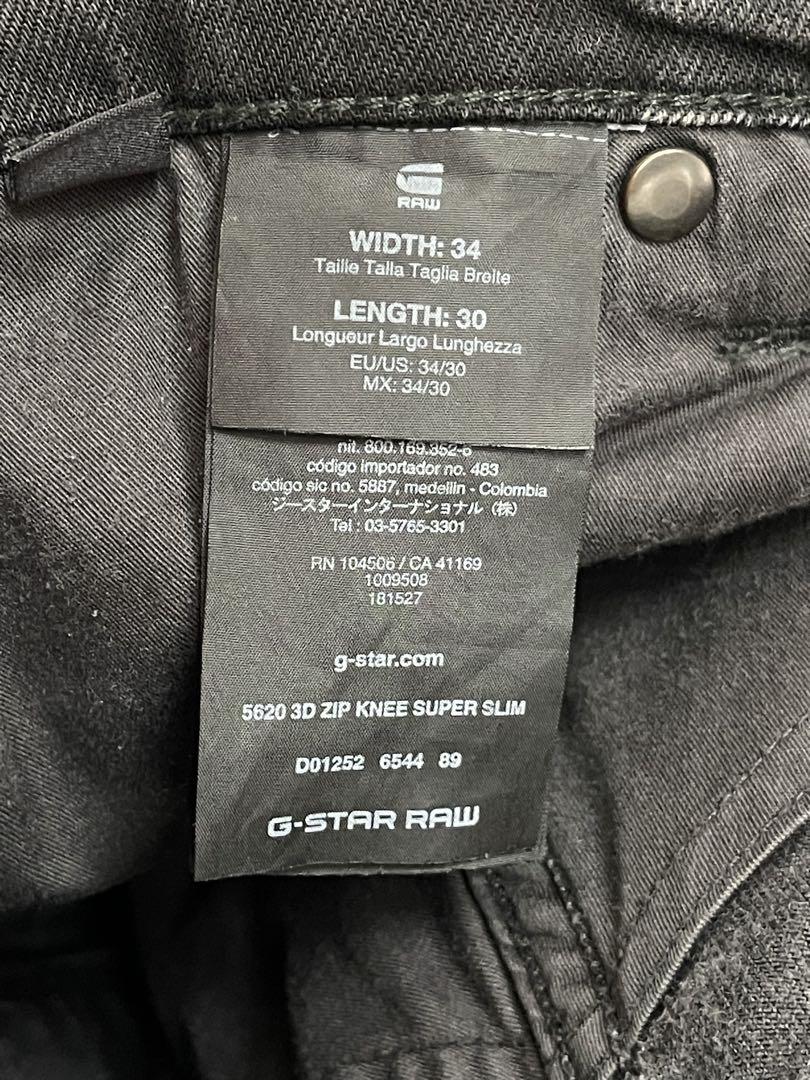 RAW
WIDTH: 34
Taille Talla Taglia Breite
LENGTH: 30
Longueur Largo Lunghezza
EU/US: 34/30
MX: 34/30
nit. 800.169.352-6
código importador no. 483
código sic no. 5887, medellin - Colombia
ジースターインターナショナル (株)
Tel : 03-5765-3301
RN 104506 / CA 41169
1009508
181527
g-star.com
5620 3D ZIP KNEE SUPER SLIM
D01252 6544 89
G-STAR RAW